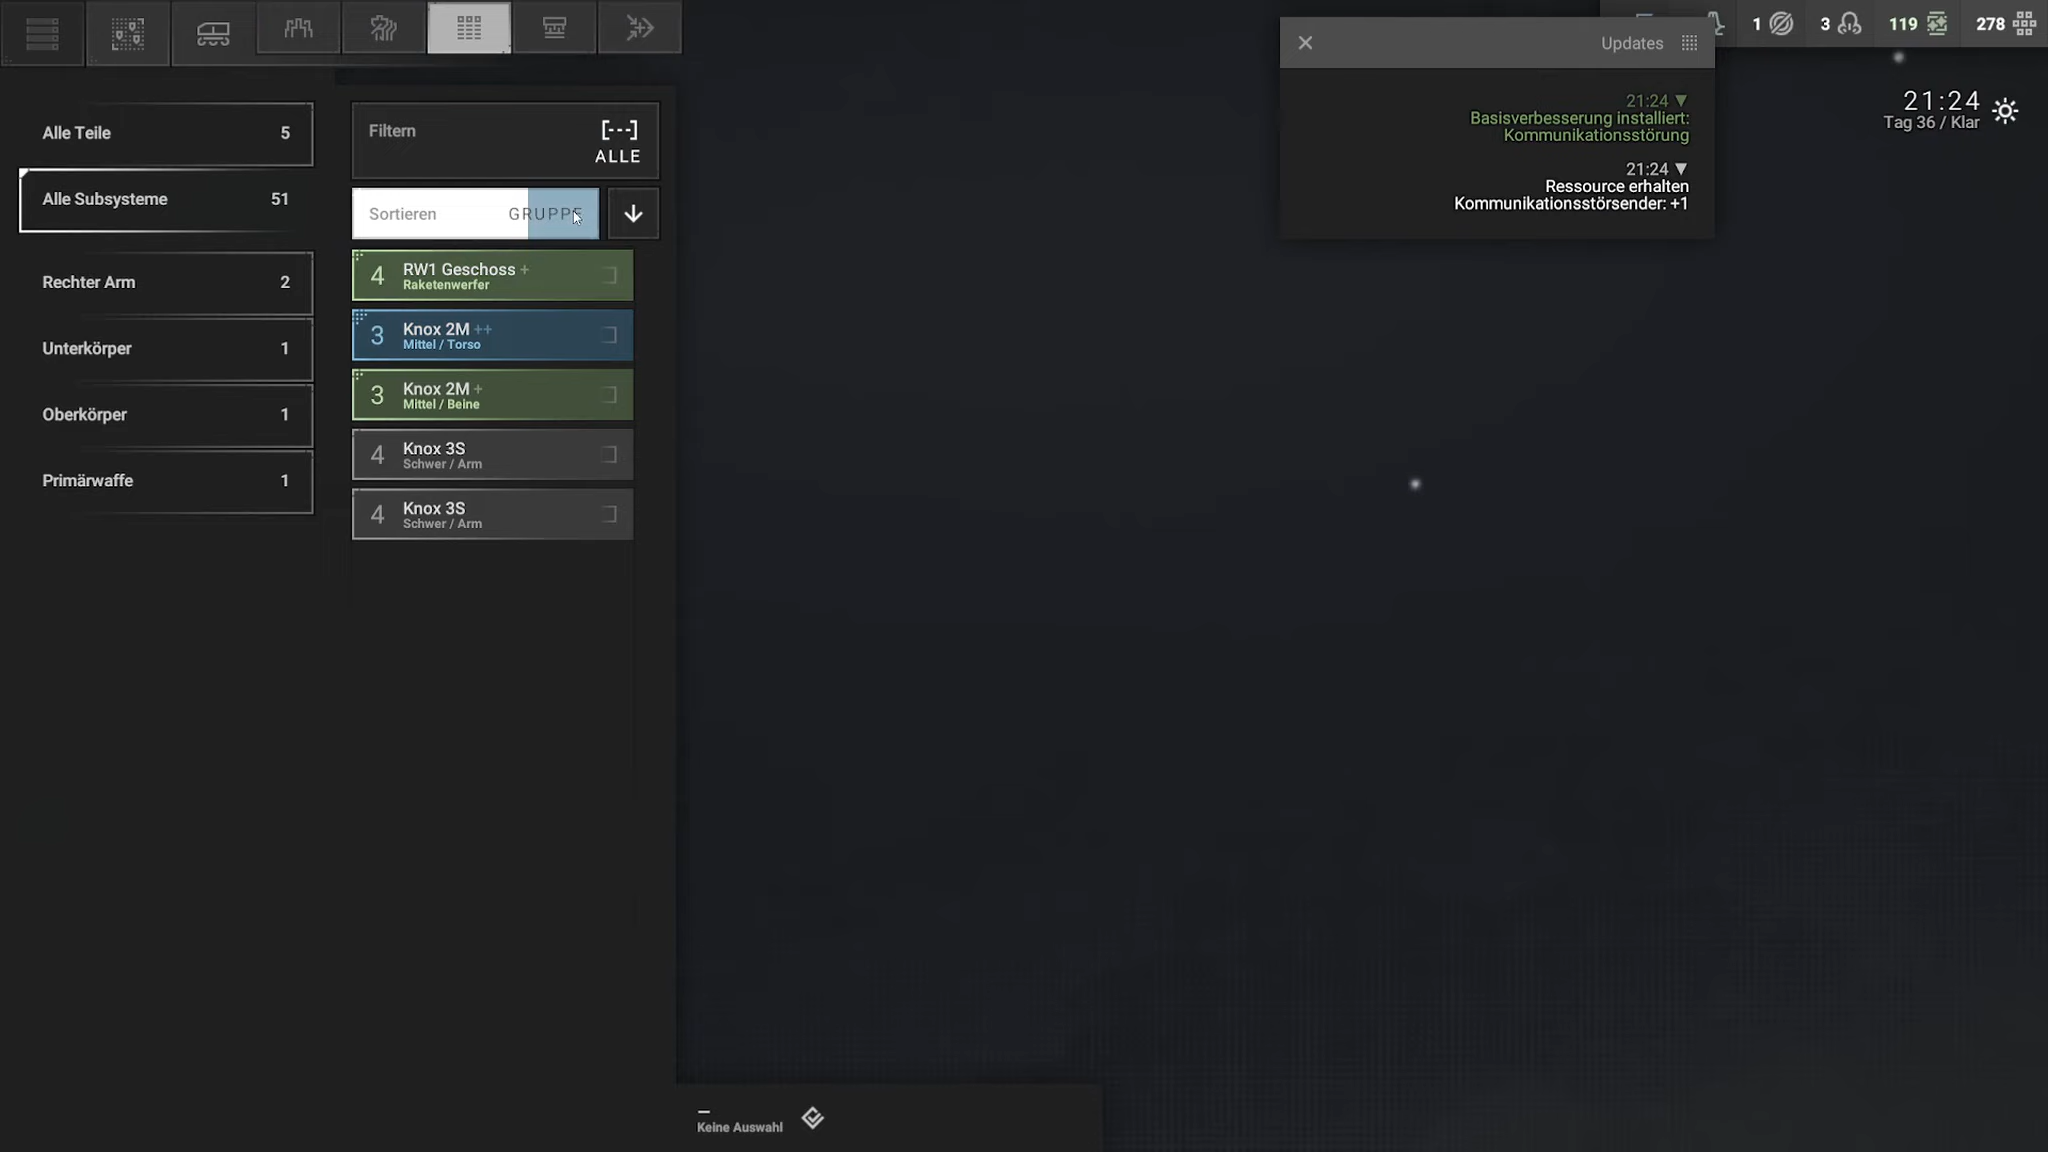 1
3
119
278
Updates
21:24
Tag 36 / Klar
21:24
Basisverbesserung installiert:
Kommunikationsstörung
21:24
Ressource erhalten
Kommunikationsstörsender: +1
Alle Teile 5
Alle Subsysteme 51
Rechter Arm 2
Unterkörper 1
Oberkörper 1
Primärwaffe 1
Filtern
ALLE
Sortieren GRUPPE
4 RW1 Geschoss +
Raketenwerfer
3 Knox 2M ++
Mittel / Torso
3 Knox 2M +
Mittel / Beine
4 Knox 3S
Schwer / Arm
4 Knox 3S
Schwer / Arm
–
Keine Auswahl